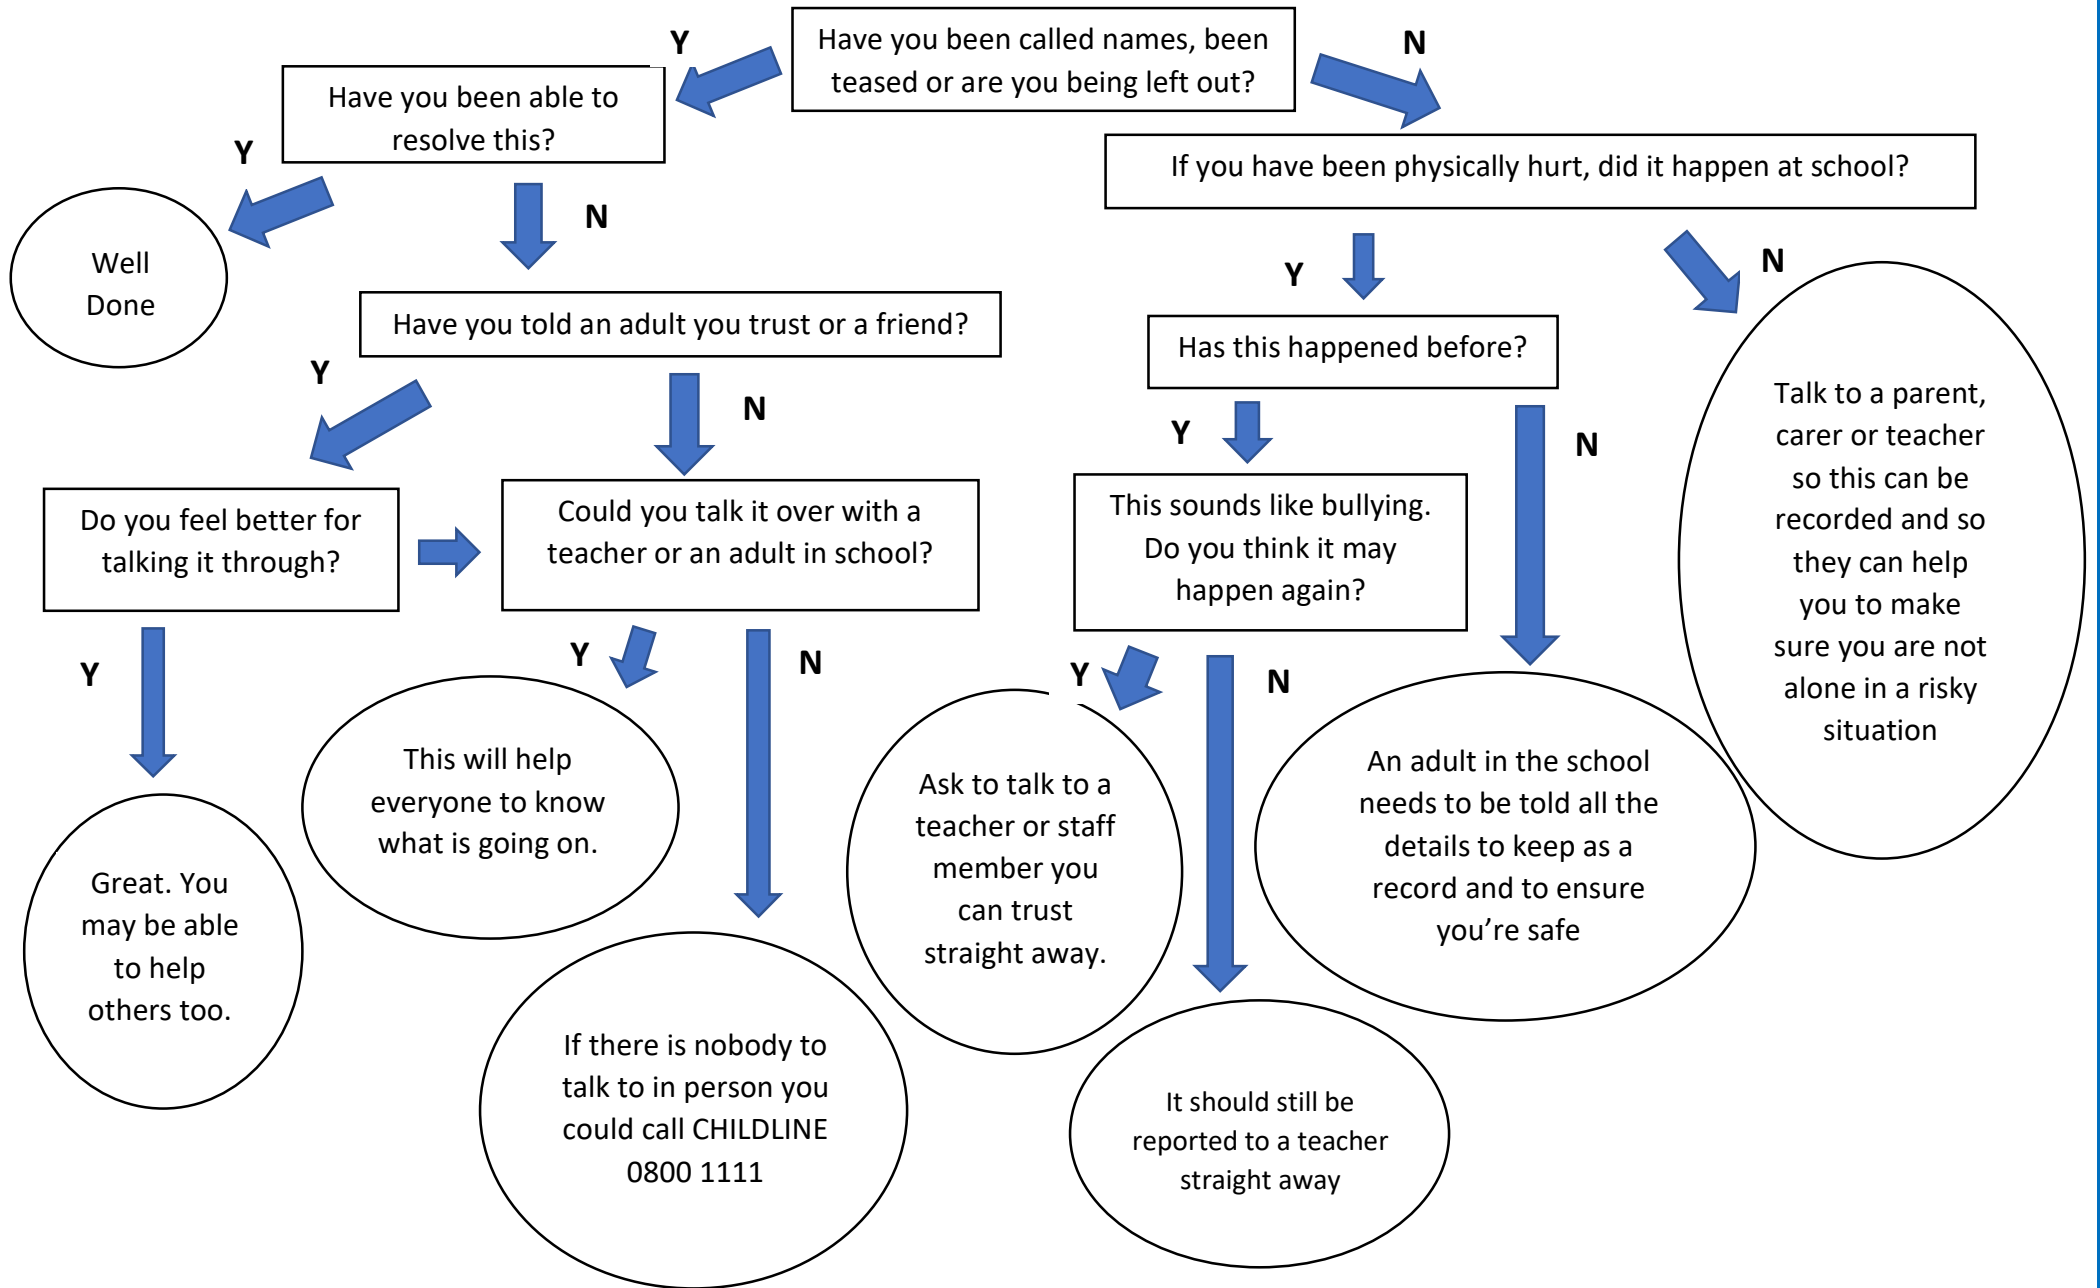 Y
Have you been called names, been
teased or are you being left out?
N
Have you been able to
resolve this?
Y
N
If you have been physically hurt, did it happen at school?
Y
N
Well
Done
Have you told an adult you trust or a friend?
Y
N
Has this happened before?
Y
N
Talk to a parent,
carer or teacher
so this can be
recorded and so
they can help
you to make
sure you are not
alone in a risky
situation
Do you feel better for
talking it through?
Could you talk it over with a
teacher or an adult in school?
This sounds like bullying.
Do you think it may
happen again?
Y
Y
N
Y
N
Great. You
may be able
to help
others too.
This will help
everyone to know
what is going on.
If there is nobody to
talk to in person you
could call CHILDLINE
0800 1111
Ask to talk to a
teacher or staff
member you
can trust
straight away.
It should still be
reported to a teacher
straight away
An adult in the school
needs to be told all the
details to keep as a
record and to ensure
you’re safe